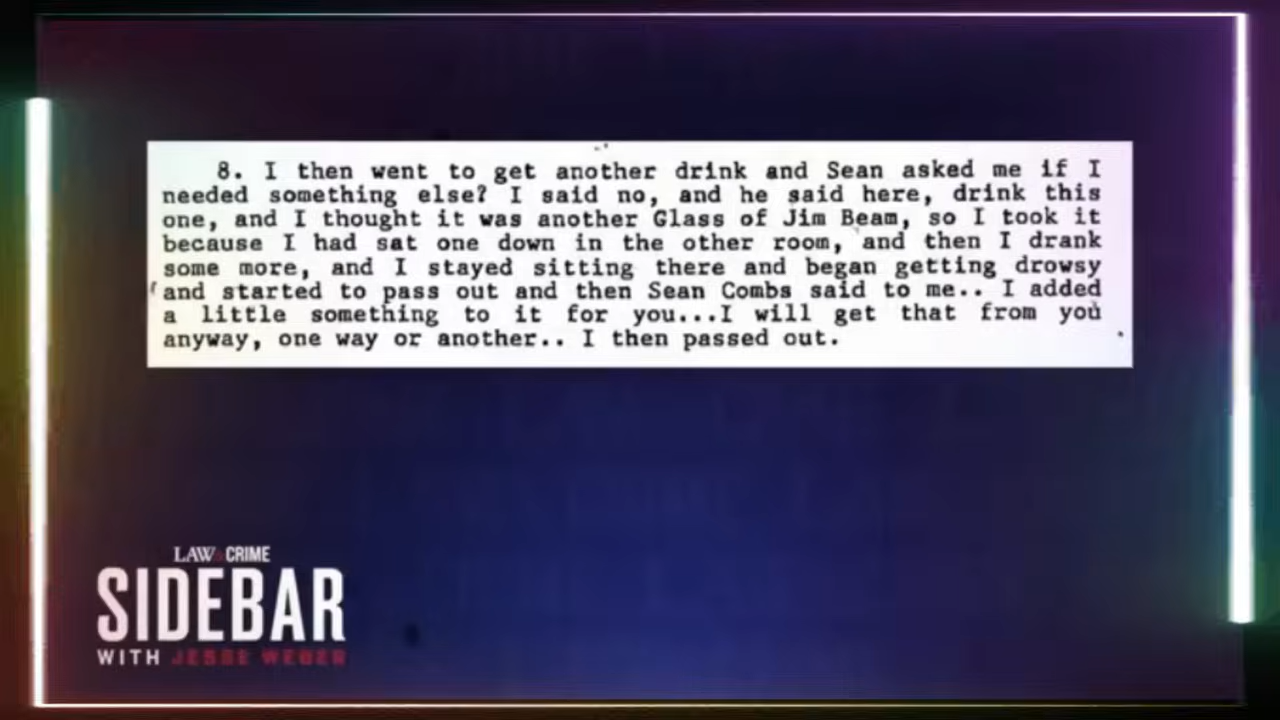 8. I then went to get another drink and Sean asked me if I
needed something else? I said no, and he said here, drink this
one, and I thought it was another Glass of Jim Beam, so I took it
because I had sat one down in the other room, and then I drank
some more, and I stayed sitting there and began getting drowsy
and started to pass out and then Sean Combs said to me.. I added
a little something to it for you...I will get that from you
anyway, one way or another.. I then passed out.
LAW&CRIME
SIDEBAR
WITH JESSE WEBER